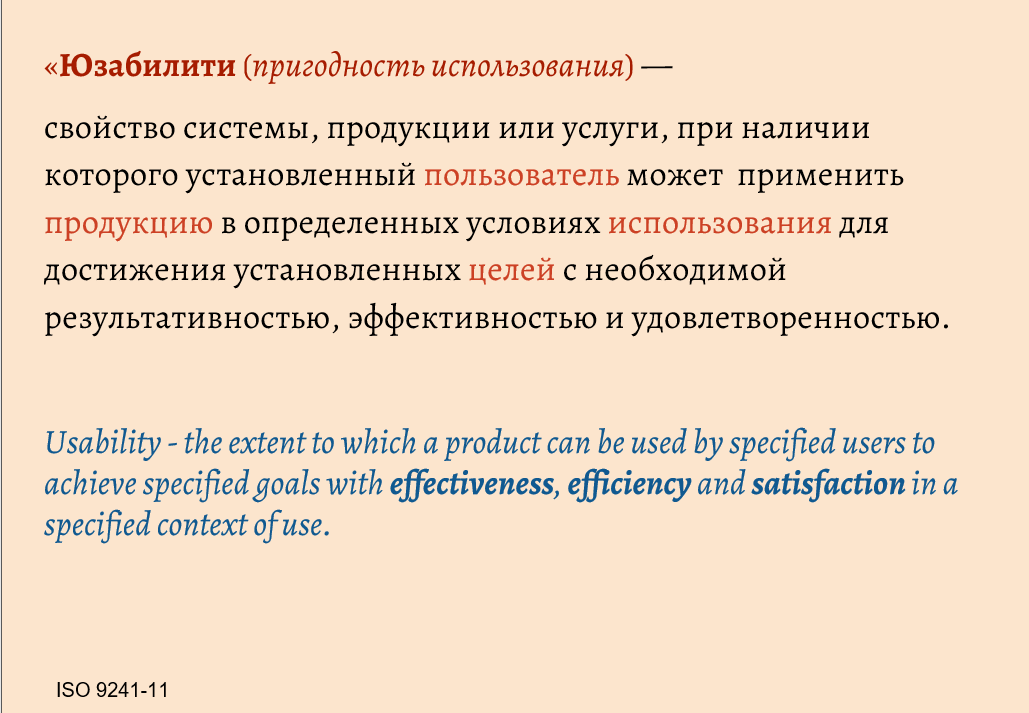 «Юзабилити (пригодность использования) —
свойство системы, продукции или услуги, при наличии
которого установленный пользователь может  применить
продукцию в определенных условиях использования для
достижения установленных целей с необходимой
результативностью, эффективностью и удовлетворенностью.
Usability - the extent to which a product can be used by specified users to
achieve specified goals with effectiveness, efficiency and satisfaction in a
specified context of use.
ISO 9241-11